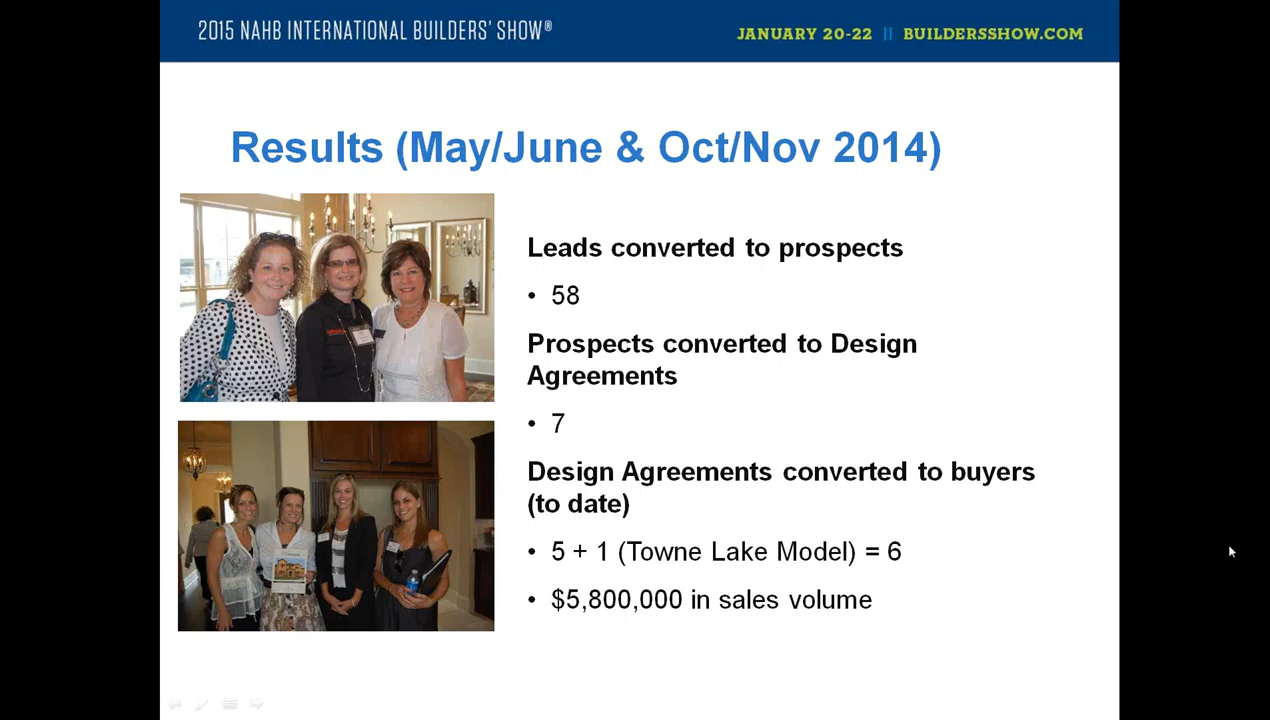 2015 NAHB INTERNATIONAL BUILDERS' SHOW®
JANUARY 20-22 || BUILDERSSHOW.COM
Results (May/June & Oct/Nov 2014)
Leads converted to prospects
• 58
Prospects converted to Design
Agreements
• 7
Design Agreements converted to buyers
(to date)
• 5 + 1 (Towne Lake Model) = 6
• $5,800,000 in sales volume